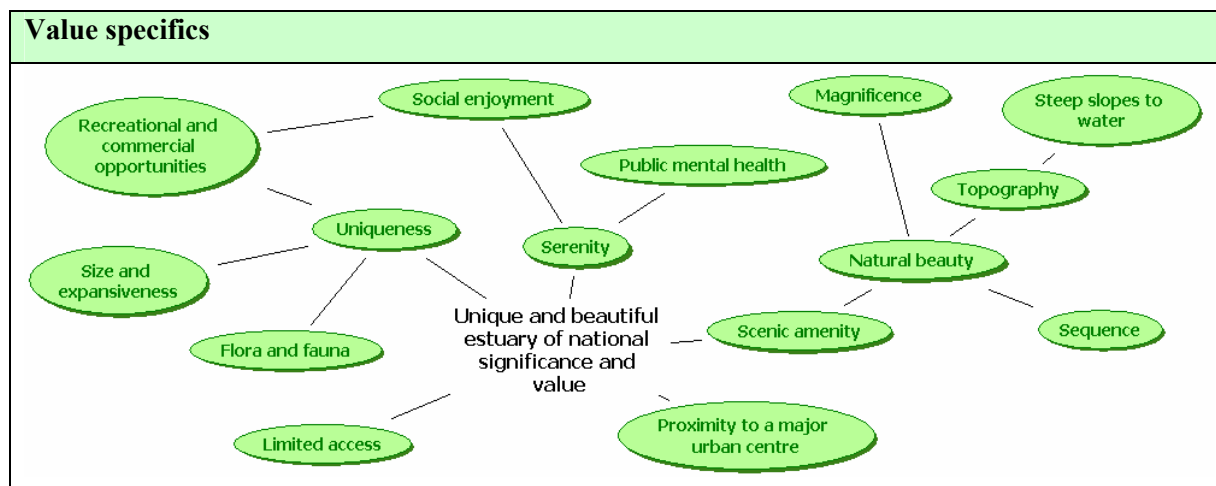 Value specifics
Social enjoyment
Magnificence
Steep slopes to
water
Recreational and
commercial
opportunities
Public mental health
Topography
Uniqueness
Serenity
Natural beauty
Size and
expansiveness
Unique and beautiful
estuary of national
significance and
value
Scenic amenity
Sequence
Flora and fauna
Limited access
Proximity to a major
urban centre